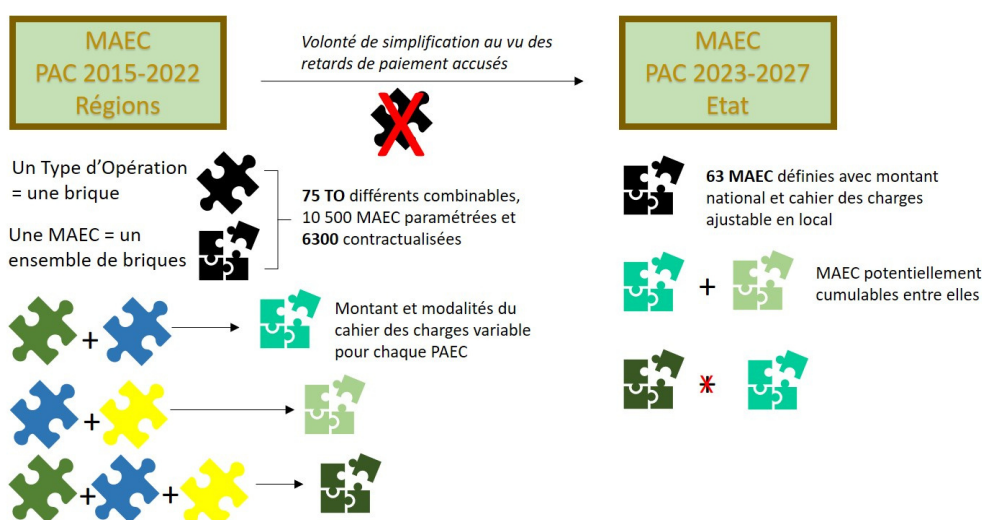 MAEC
PAC 2015-2022
Régions
Volonté de simplification au vu des
retards de paiement accusés
MAEC
PAC 2023-2027
Etat
Un Type d’Opération
= une brique
Une MAEC = un
ensemble de briques
75 TO différents combinables,
10 500 MAEC paramétrées et
6300 contractualisées
63 MAEC définies avec montant
national et cahier des charges
ajustable en local
+
MAEC potentiellement
cumulables entre elles
+
Montant et modalités du
cahier des charges variable
pour chaque PAEC
+
+
+ +